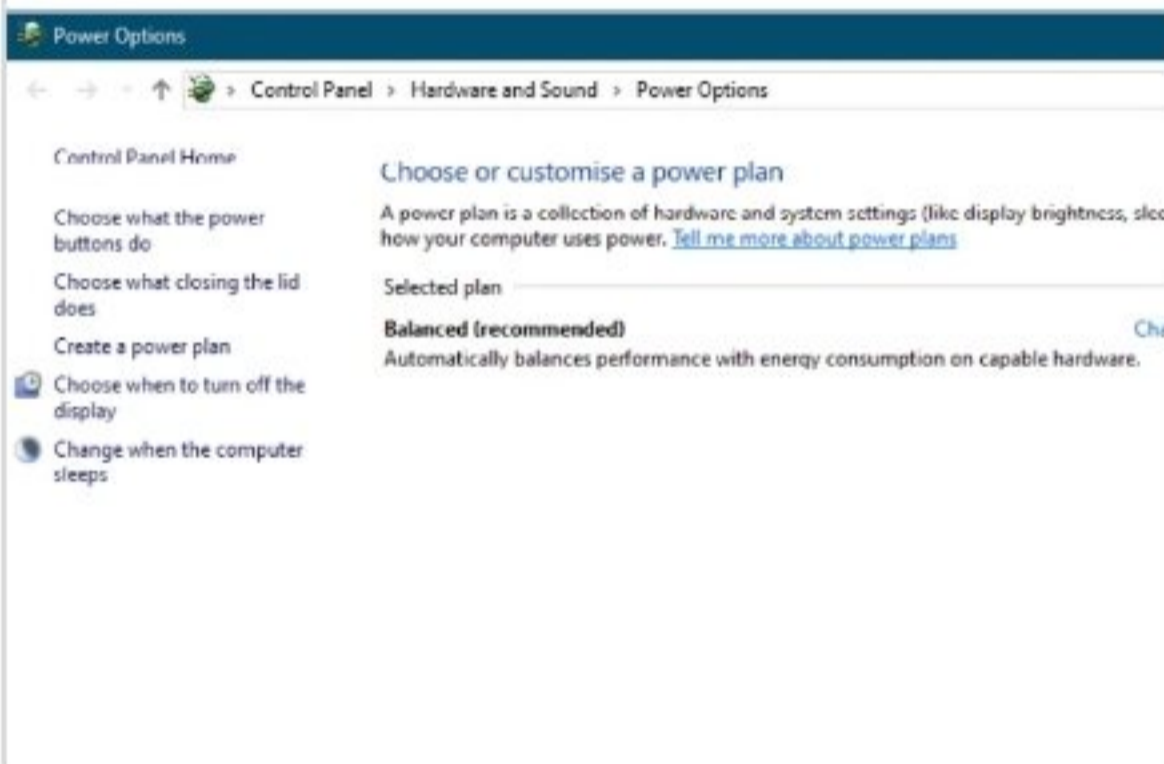 Power Options
Control Panel > Hardware and Sound > Power Options
Control Panel Home
Choose what the power
buttons do
Choose what closing the lid
does
Create a power plan
Choose when to turn off the
display
Change when the computer
sleeps
Choose or customise a power plan
A power plan is a collection of hardware and system settings (like display brightness, slee
how your computer uses power. Tell me more about power plans
Selected plan
Balanced (recommended)
Cha
Automatically balances performance with energy consumption on capable hardware.